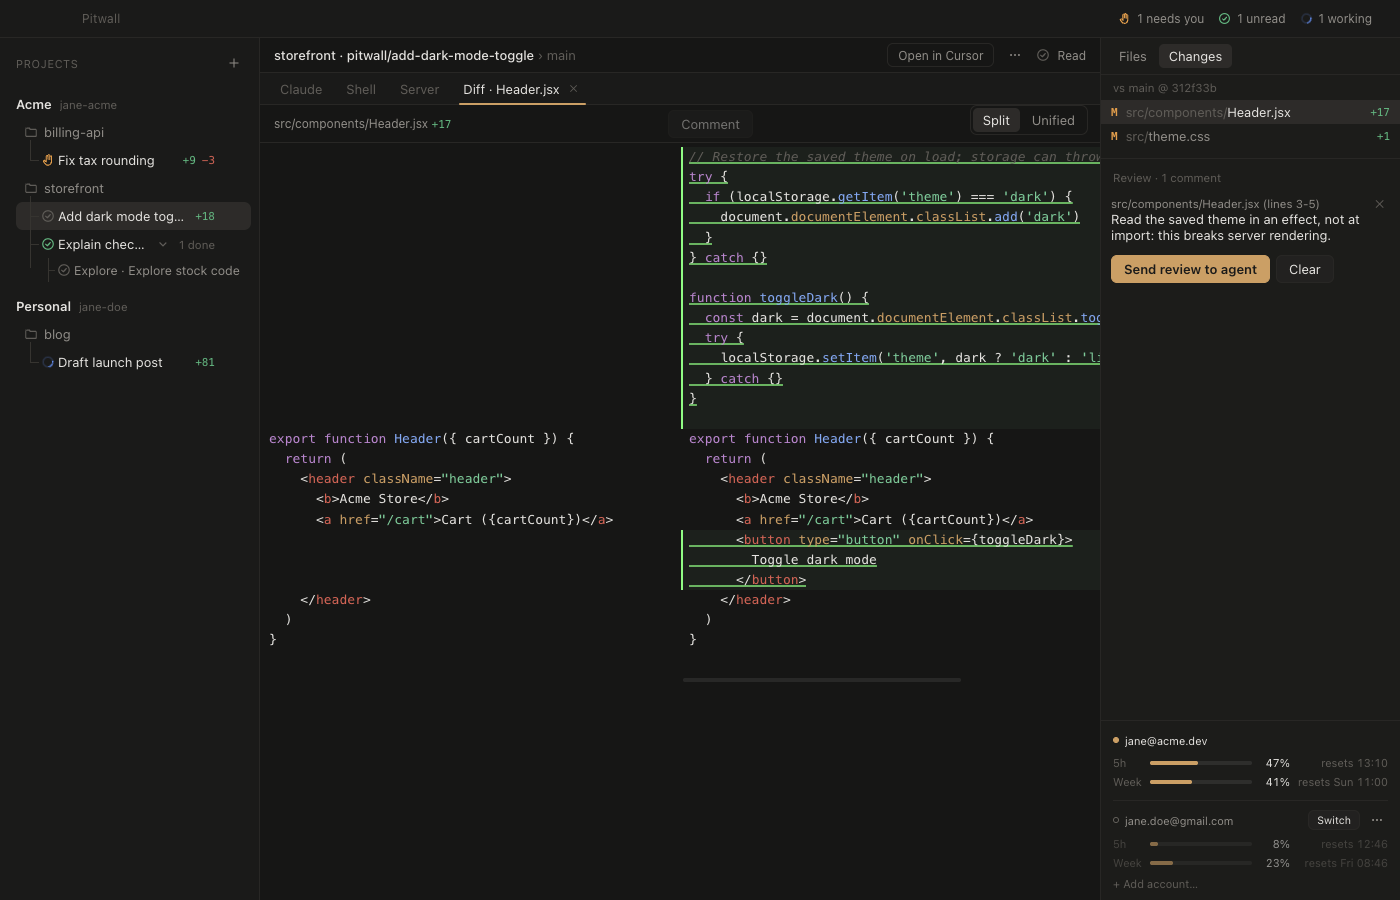 Pitwall
1 needs you
1 unread
1 working
PROJECTS
+
Acme jane-acme
billing-api
Fix tax rounding +9 −3
storefront
Add dark mode tog... +18
Explain chec... 1 done
Explore · Explore stock code
Personal jane-doe
blog
Draft launch post +81
storefront · pitwall/add-dark-mode-toggle › main
Open in Cursor
···
Read
Claude
Shell
Server
Diff · Header.jsx ×
src/components/Header.jsx +17
Comment
Split
Unified
// Restore the saved theme on load; storage can throw
try {
if (localStorage.getItem('theme') === 'dark') {
document.documentElement.classList.add('dark')
}
} catch {}
function toggleDark() {
const dark = document.documentElement.classList.tog
try {
localStorage.setItem('theme', dark ? 'dark' : 'li
} catch {}
}
export function Header({ cartCount }) {
return (
<header className="header">
<b>Acme Store</b>
<a href="/cart">Cart ({cartCount})</a>
</header>
)
}
export function Header({ cartCount }) {
return (
<header className="header">
<b>Acme Store</b>
<a href="/cart">Cart ({cartCount})</a>
<button type="button" onClick={toggleDark}>
Toggle dark mode
</button>
</header>
)
}
Files
Changes
vs main @ 312f33b
M src/components/Header.jsx +17
M src/theme.css +1
Review · 1 comment
src/components/Header.jsx (lines 3-5) ×
Read the saved theme in an effect, not at
import: this breaks server rendering.
Send review to agent
Clear
jane@acme.dev
5h 47% resets 13:10
Week 41% resets Sun 11:00
jane.doe@gmail.com Switch ···
5h 8% resets 12:46
Week 23% resets Fri 08:46
+ Add account...